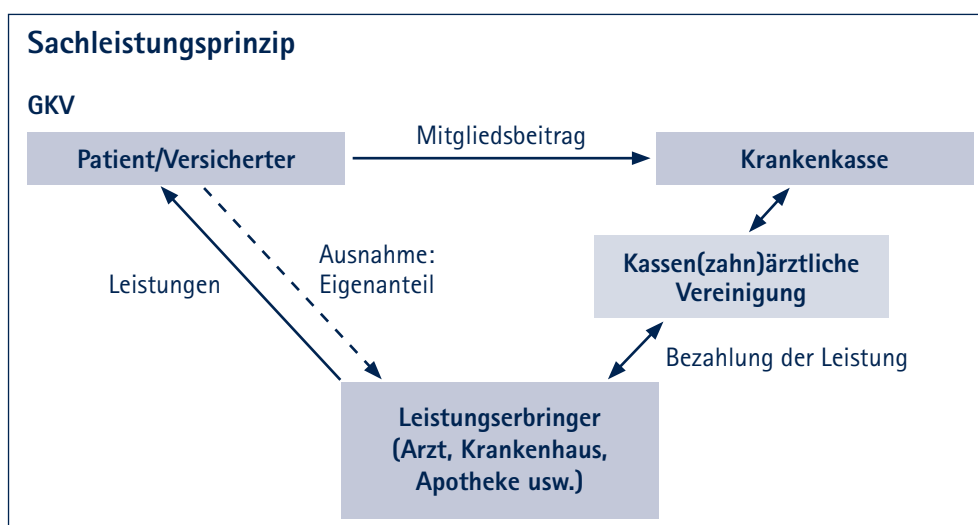 Sachleistungsprinzip
GKV
Patient/Versicherter
Mitgliedsbeitrag
Krankenkasse
Leistungen
Ausnahme:
Eigenanteil
Kassen(zahn)ärztliche
Vereinigung
Bezahlung der Leistung
Leistungserbringer
(Arzt, Krankenhaus,
Apotheke usw.)